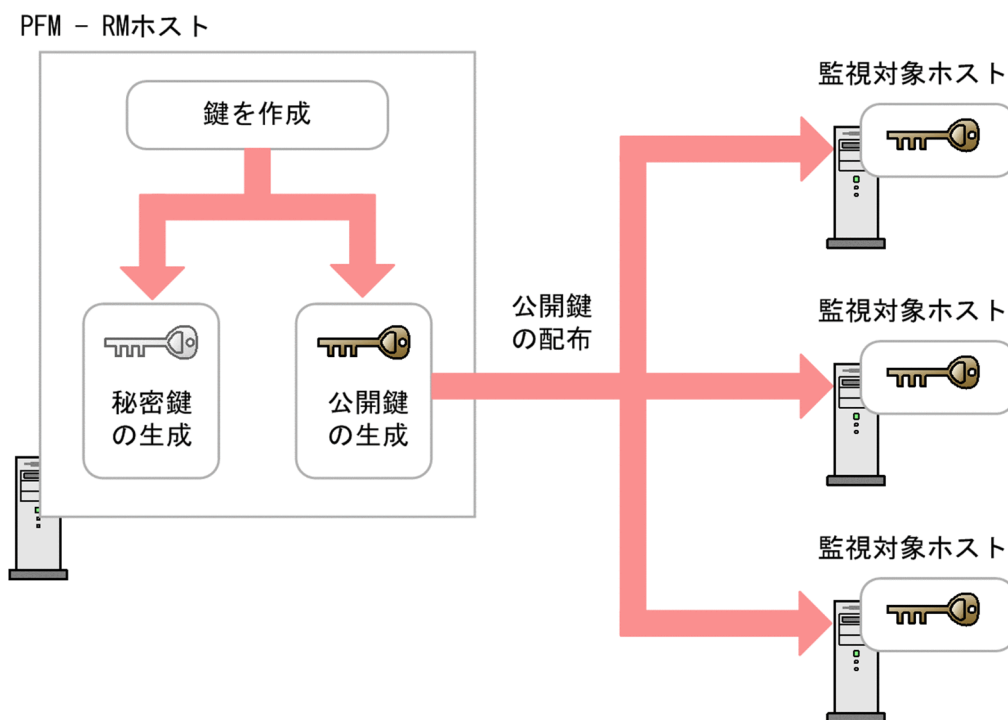 PFM − RMホスト
鍵を作成
秘密鍵
の生成
公開鍵
の生成
公開鍵
の配布
監視対象ホスト
監視対象ホスト
監視対象ホスト